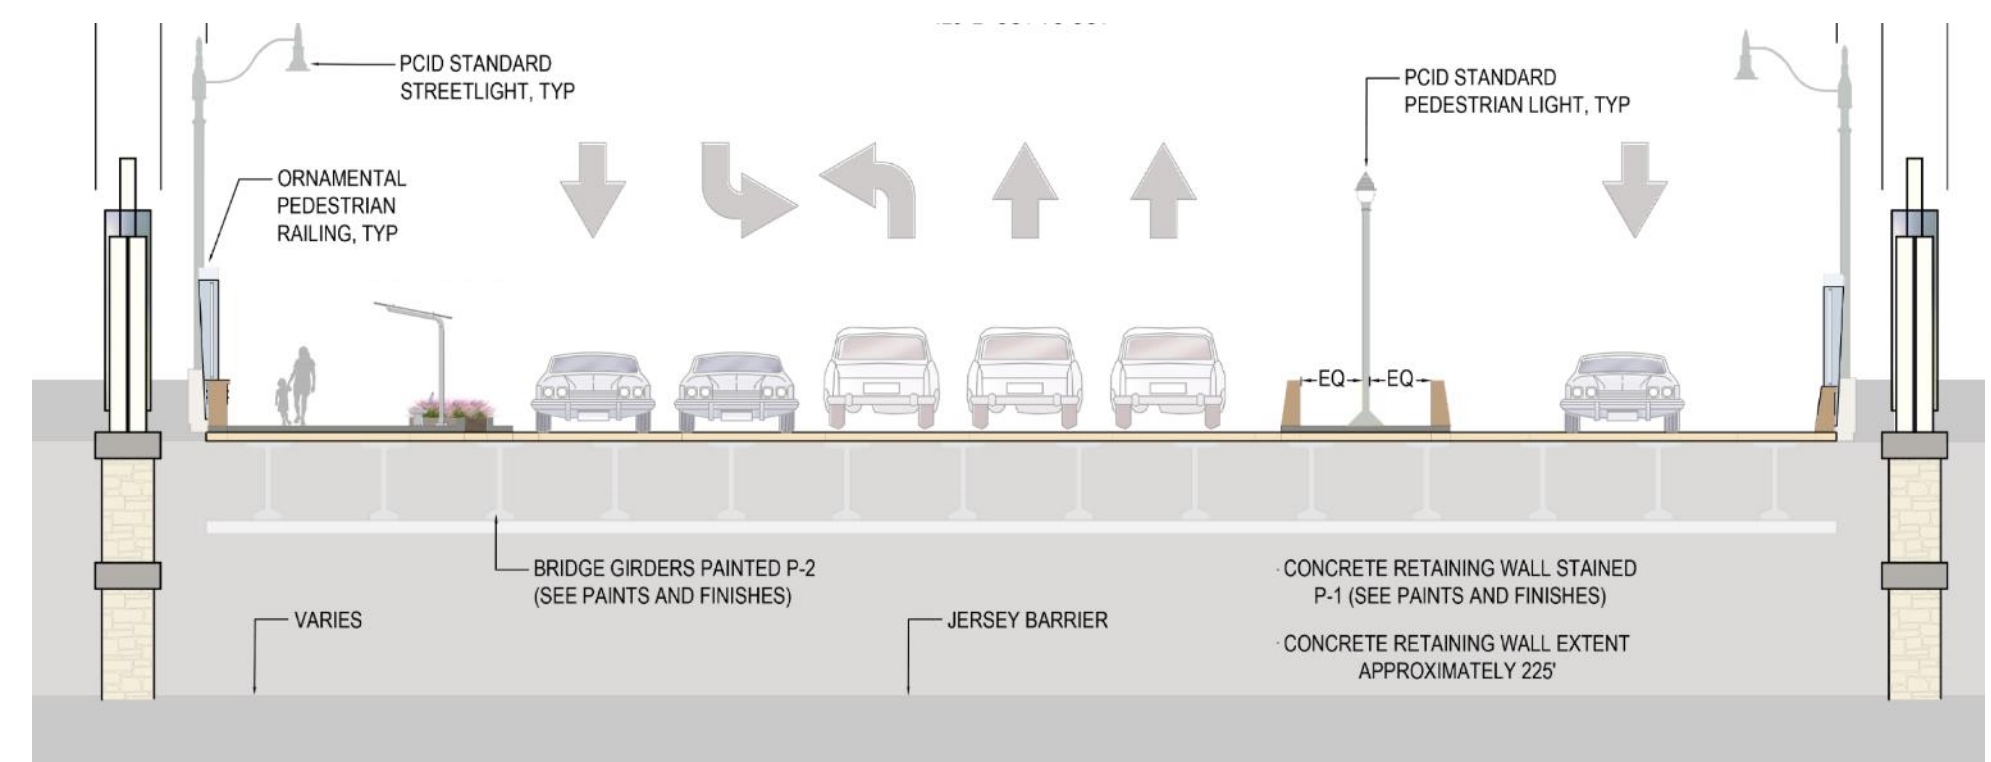 PCID STANDARD
STREETLIGHT, TYP
PCID STANDARD
PEDESTRIAN LIGHT, TYP
ORNAMENTAL
PEDESTRIAN
RAILING, TYP
EQ EQ
BRIDGE GIRDERS PAINTED P-2
(SEE PAINTS AND FINISHES)
· CONCRETE RETAINING WALL STAINED
P-1 (SEE PAINTS AND FINISHES)
VARIES
JERSEY BARRIER
· CONCRETE RETAINING WALL EXTENT
APPROXIMATELY 225'